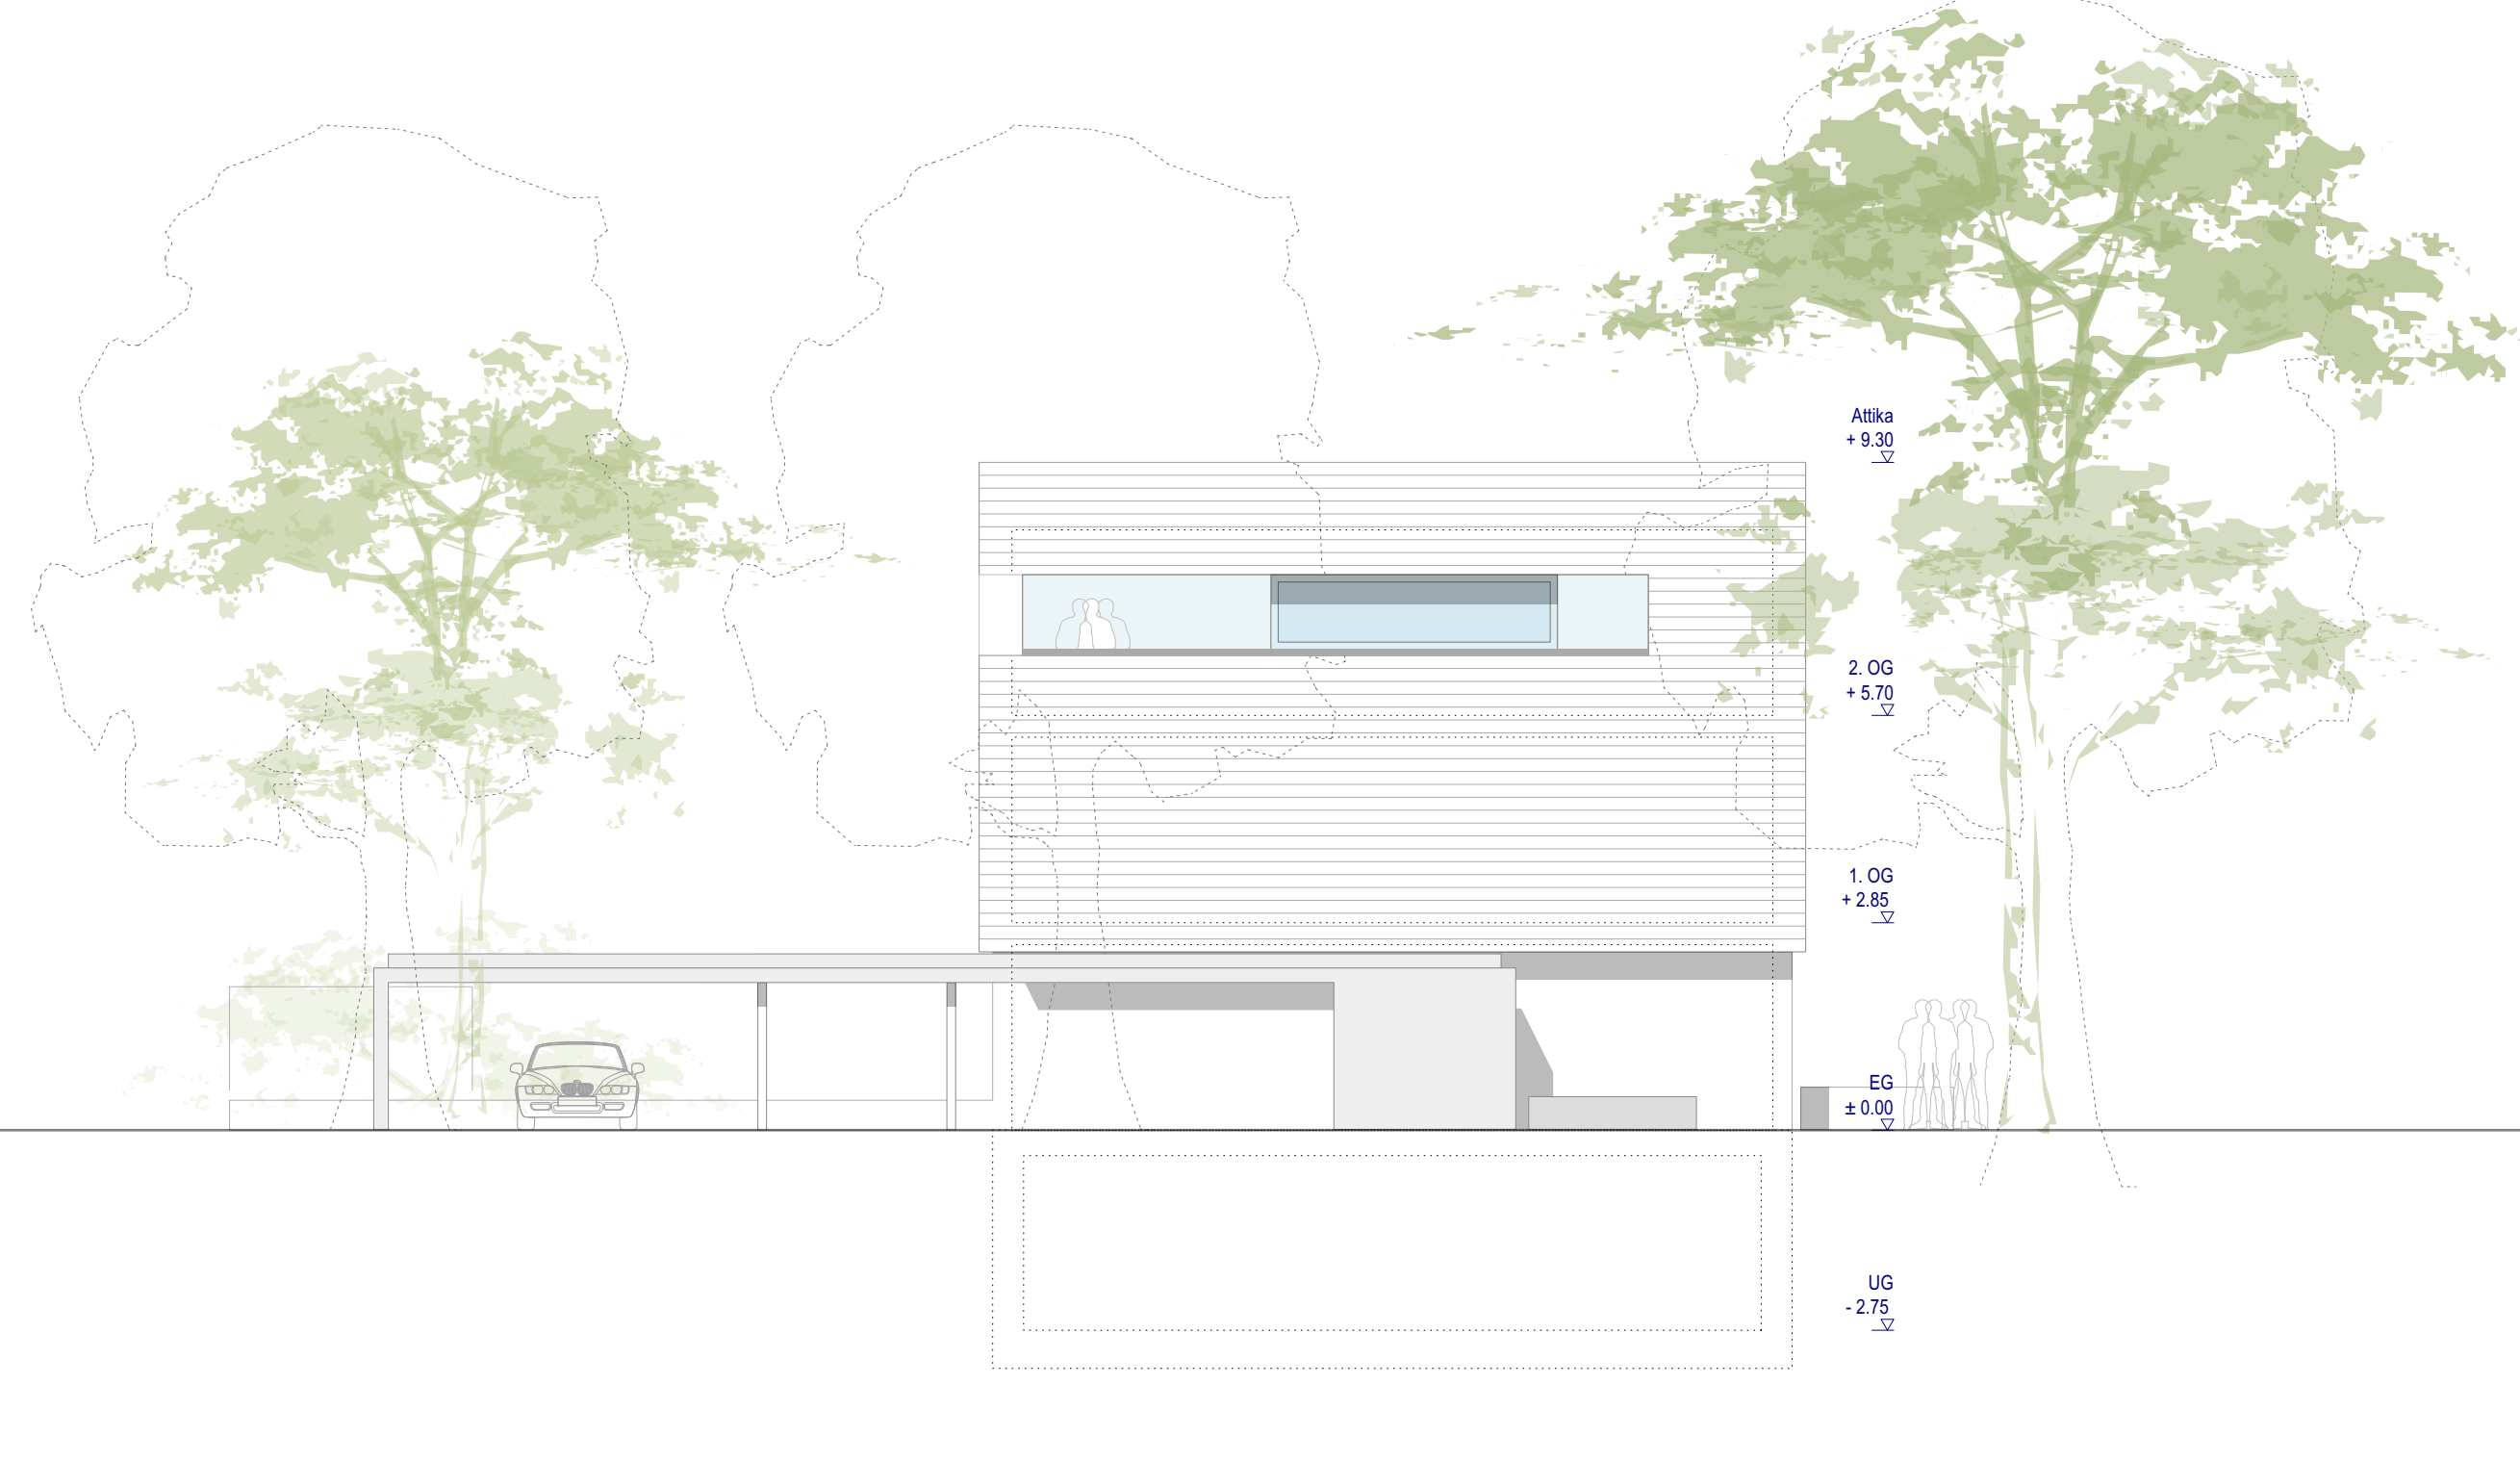 Attika
+ 9.30
2. OG
+ 5.70
1. OG
+ 2.85
EG
± 0.00
UG
- 2.75